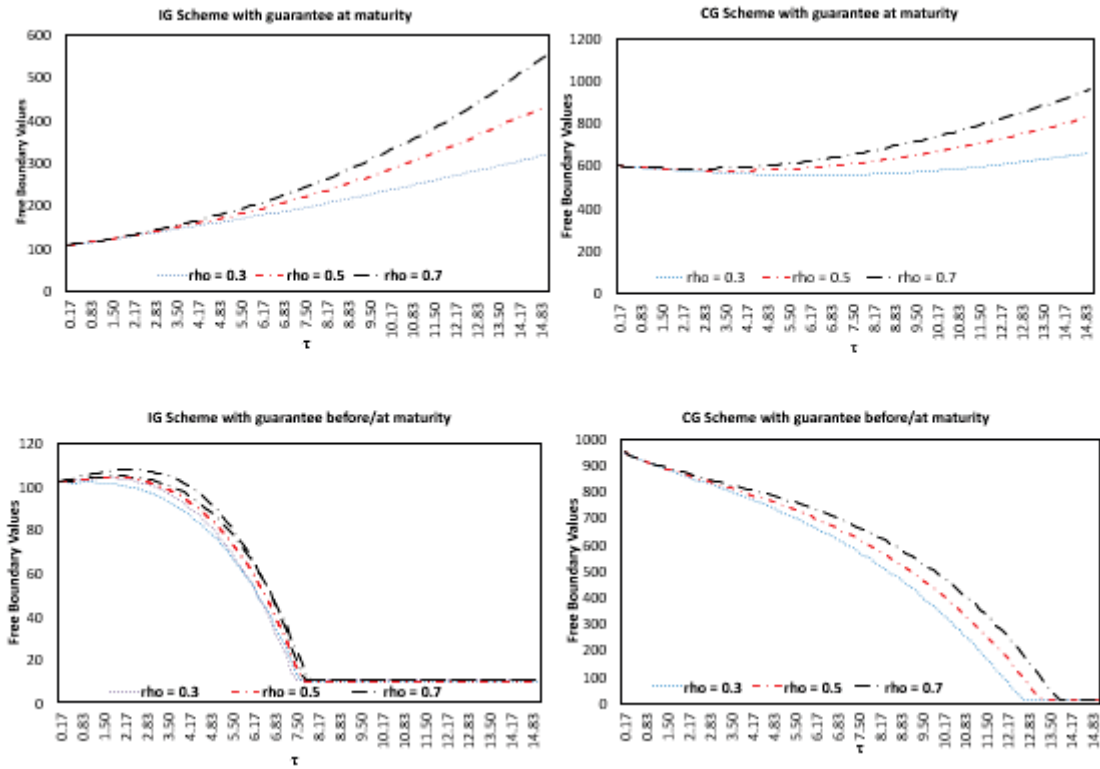 IG Scheme with guarantee at maturity
600
500
400
300
200
100
0
Free Boundary Values
rho = 0.3 rho = 0.5 rho = 0.7
0.17 0.83 1.50 2.17 2.83 3.50 4.17 4.83 5.50 6.17 6.83 7.50 8.17 8.83 9.50 10.17 10.83 11.50 12.17 12.83 13.50 14.17 14.83
τ
CG Scheme with guarantee at maturity
1200
1000
800
600
400
200
0
Free Boundary Values
rho = 0.3 rho = 0.5 rho = 0.7
0.17 0.83 1.50 2.17 2.83 3.50 4.17 4.83 5.50 6.17 6.83 7.50 8.17 8.83 9.50 10.17 10.83 11.50 12.17 12.83 13.50 14.17 14.83
τ
IG Scheme with guarantee before/at maturity
120
100
80
60
40
20
0
Free Boundary Values
rho = 0.3 rho = 0.5 rho = 0.7
0.17 0.83 1.50 2.17 2.83 3.50 4.17 4.83 5.50 6.17 6.83 7.50 8.17 8.83 9.50 10.17 10.83 11.50 12.17 12.83 13.50 14.17 14.83
τ
CG Scheme with guarantee before/at maturity
1000
900
800
700
600
500
400
300
200
100
0
Free Boundary Values
rho = 0.3 rho = 0.5 rho = 0.7
0.17 0.83 1.50 2.17 2.83 3.50 4.17 4.83 5.50 6.17 6.83 7.50 8.17 8.83 9.50 10.17 10.83 11.50 12.17 12.83 13.50 14.17 14.83
τ